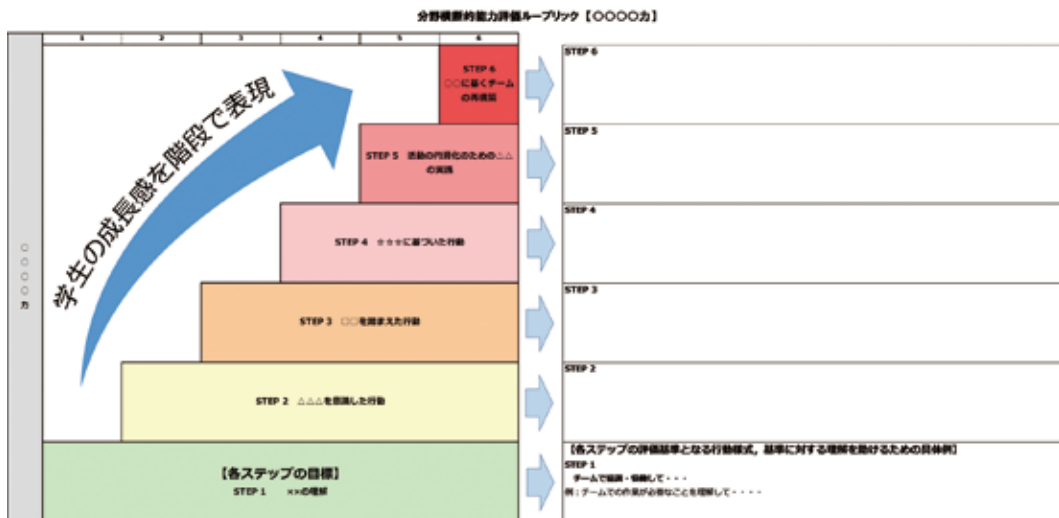 分野横断的能力評価ルーブリック【○○○○力】
1 2 3 4 5 6
○○○○力
学生の成長感を階段で表現
STEP 6
○○に基くチーム
の再構築
STEP 5 活動の円滑化のための△△
の実践
STEP 4 ☆☆☆に基づいた行動
STEP 3 □□を踏まえた行動
STEP 2 △△△を意識した行動
【各ステップの目標】
STEP 1 ××の理解
STEP 6
STEP 5
STEP 4
STEP 3
STEP 2
【各ステップの評価基準となる行動様式，基準に対する理解を助けるための具体例】
STEP 1
チームで協調・協働して・・・
例：チームでの作業が必要なことを理解して・・・・